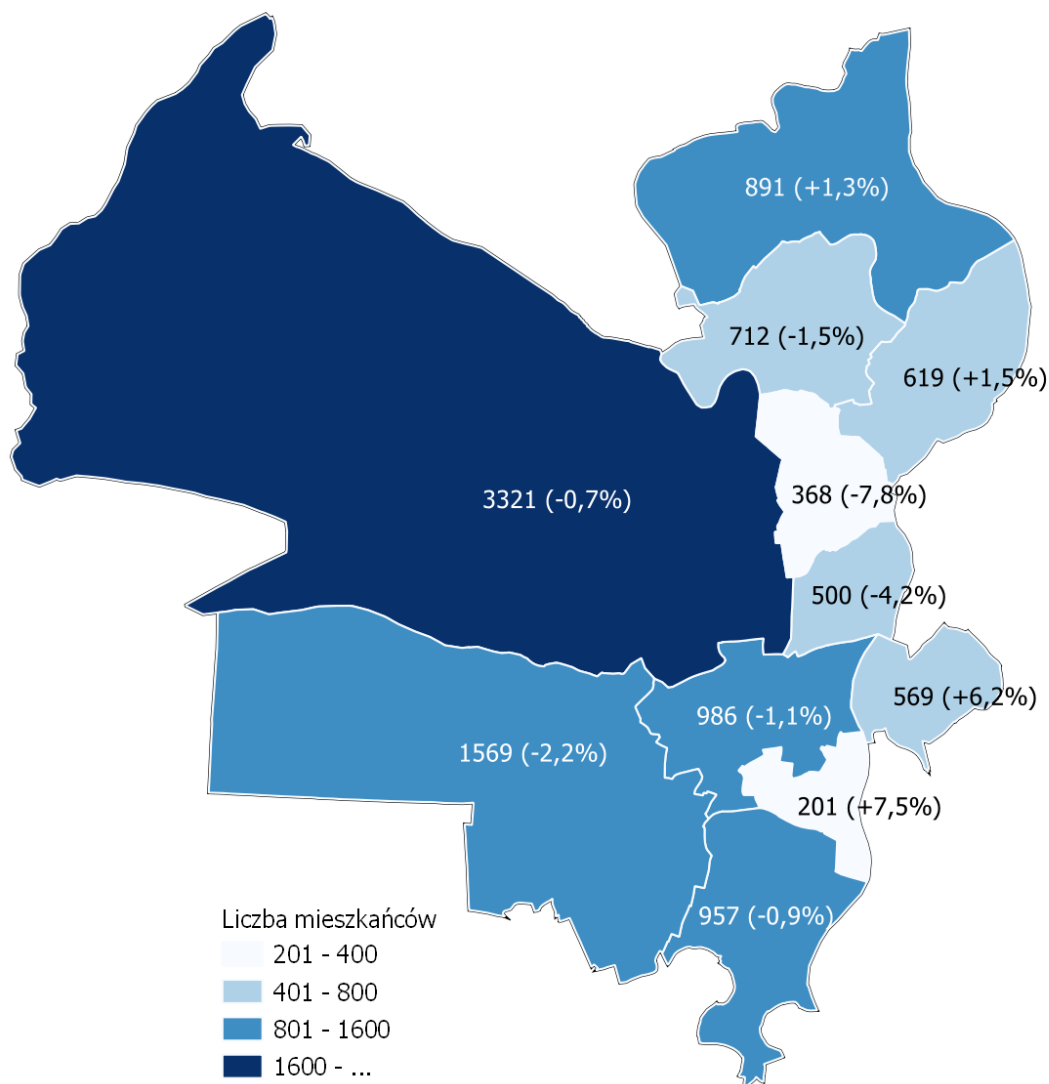 891 (+1,3%)
712 (-1,5%)
619 (+1,5%)
3321 (-0,7%)
368 (-7,8%)
500 (-4,2%)
569 (+6,2%)
986 (-1,1%)
1569 (-2,2%)
201 (+7,5%)
957 (-0,9%)
Liczba mieszkańców
201 - 400
401 - 800
801 - 1600
1600 - ...